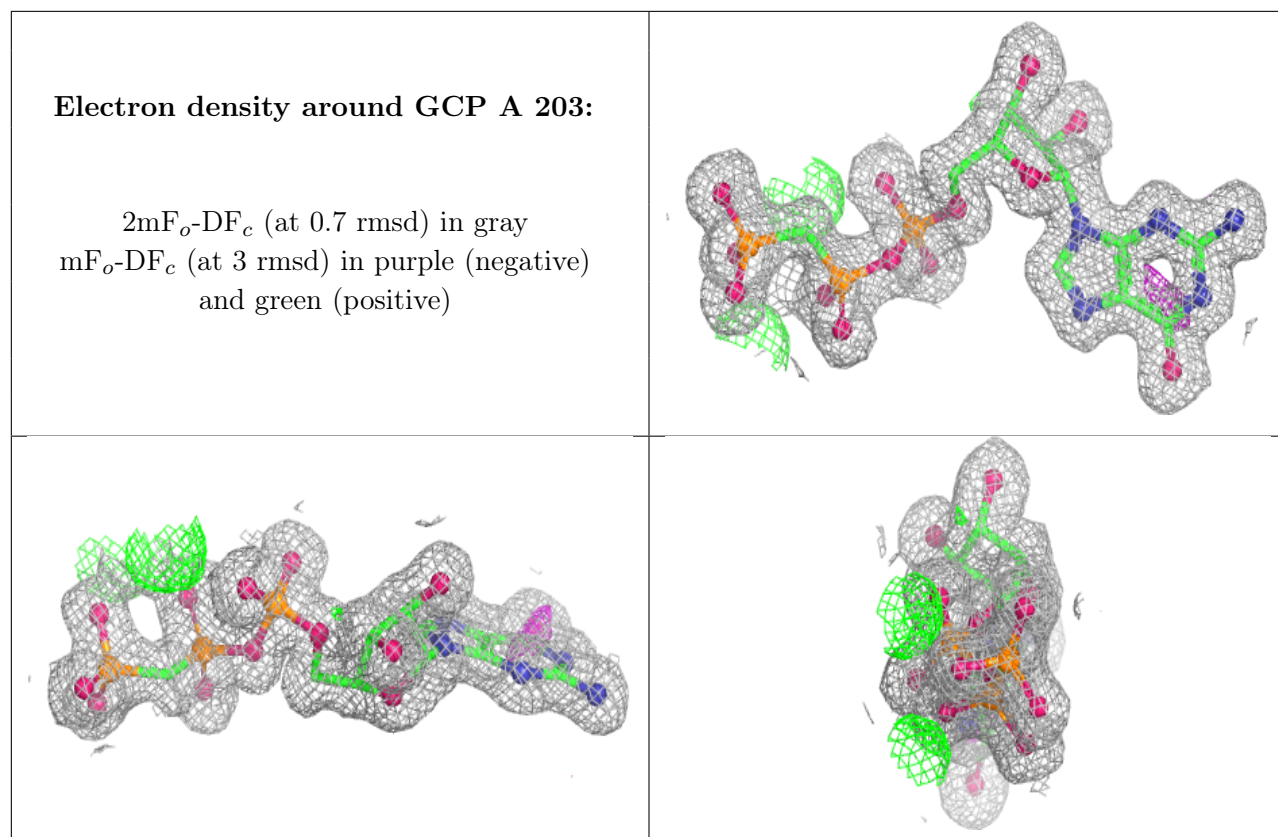 Electron density around GCP A 203:
2mFo-DFc (at 0.7 rmsd) in gray
mFo-DFc (at 3 rmsd) in purple (negative)
and green (positive)